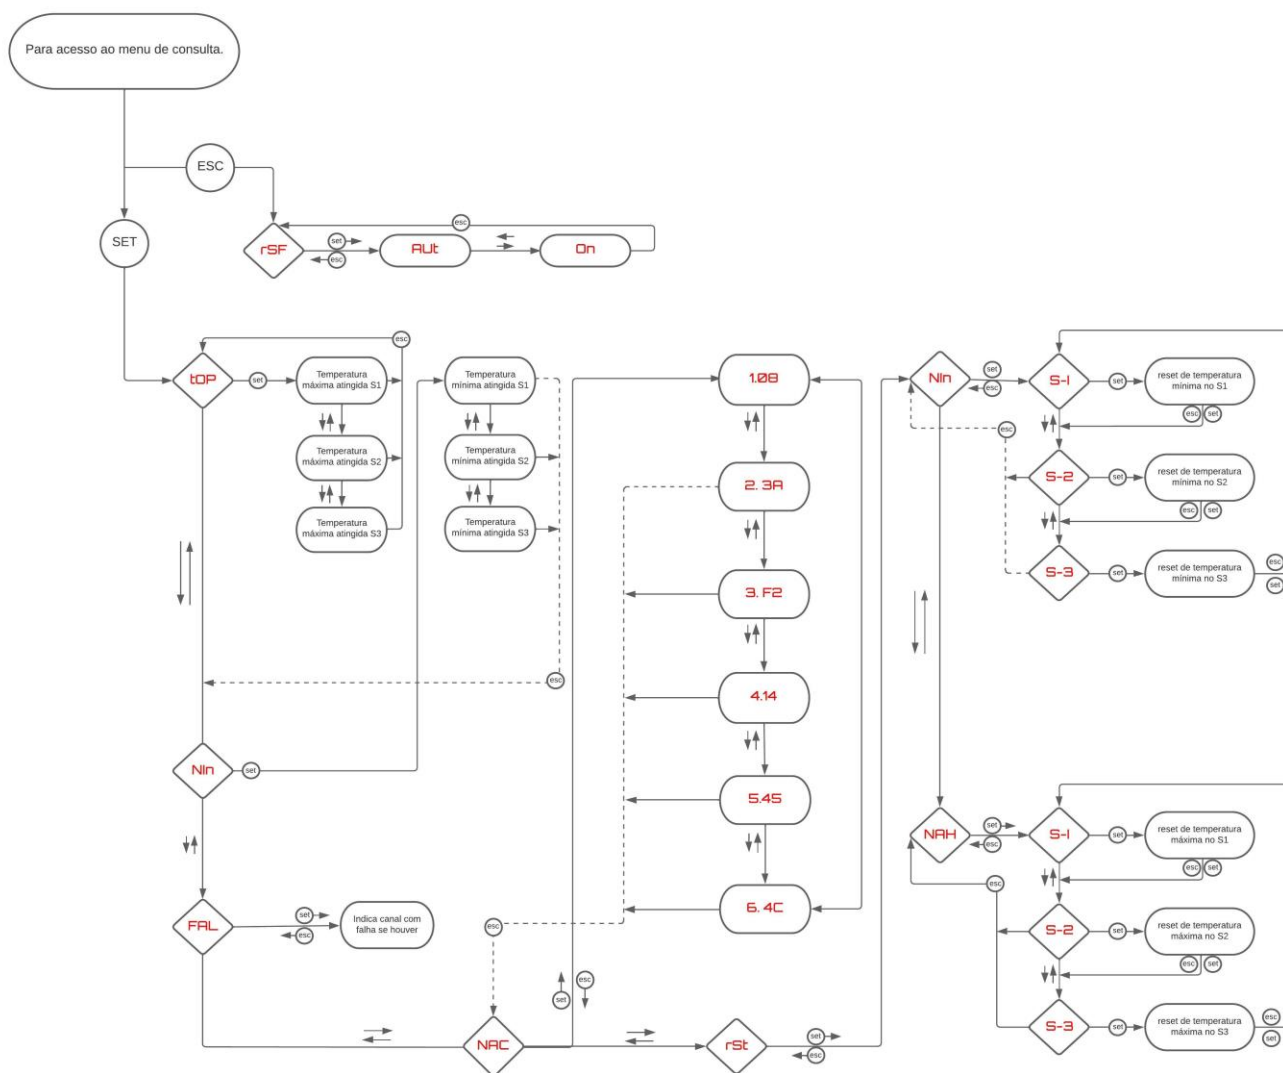 Para acesso ao menu de consulta.
ESC
SET
esc
rSF
set
esc
AUt
On
esc
tOP
set
Temperatura
máxima atingida S1
Temperatura
máxima atingida S2
Temperatura
máxima atingida S3
Temperatura
mínima atingida S1
Temperatura
mínima atingida S2
Temperatura
mínima atingida S3
esc
NIn
set
FAL
set
esc
Indica canal com
falha se houver
esc
NAC
set
esc
1.0B
2. 3A
3. F2
4.14
5.45
6. 4C
rSt
set
esc
NIn
set
esc
S-1
set
reset de temperatura
mínima no S1
esc
set
esc
S-2
set
reset de temperatura
mínima no S2
esc
set
S-3
set
reset de temperatura
mínima no S3
esc
set
NAH
set
esc
S-1
set
reset de temperatura
máxima no S1
esc
set
esc
S-2
set
reset de temperatura
máxima no S2
esc
set
S-3
set
reset de temperatura
máxima no S3
esc
set